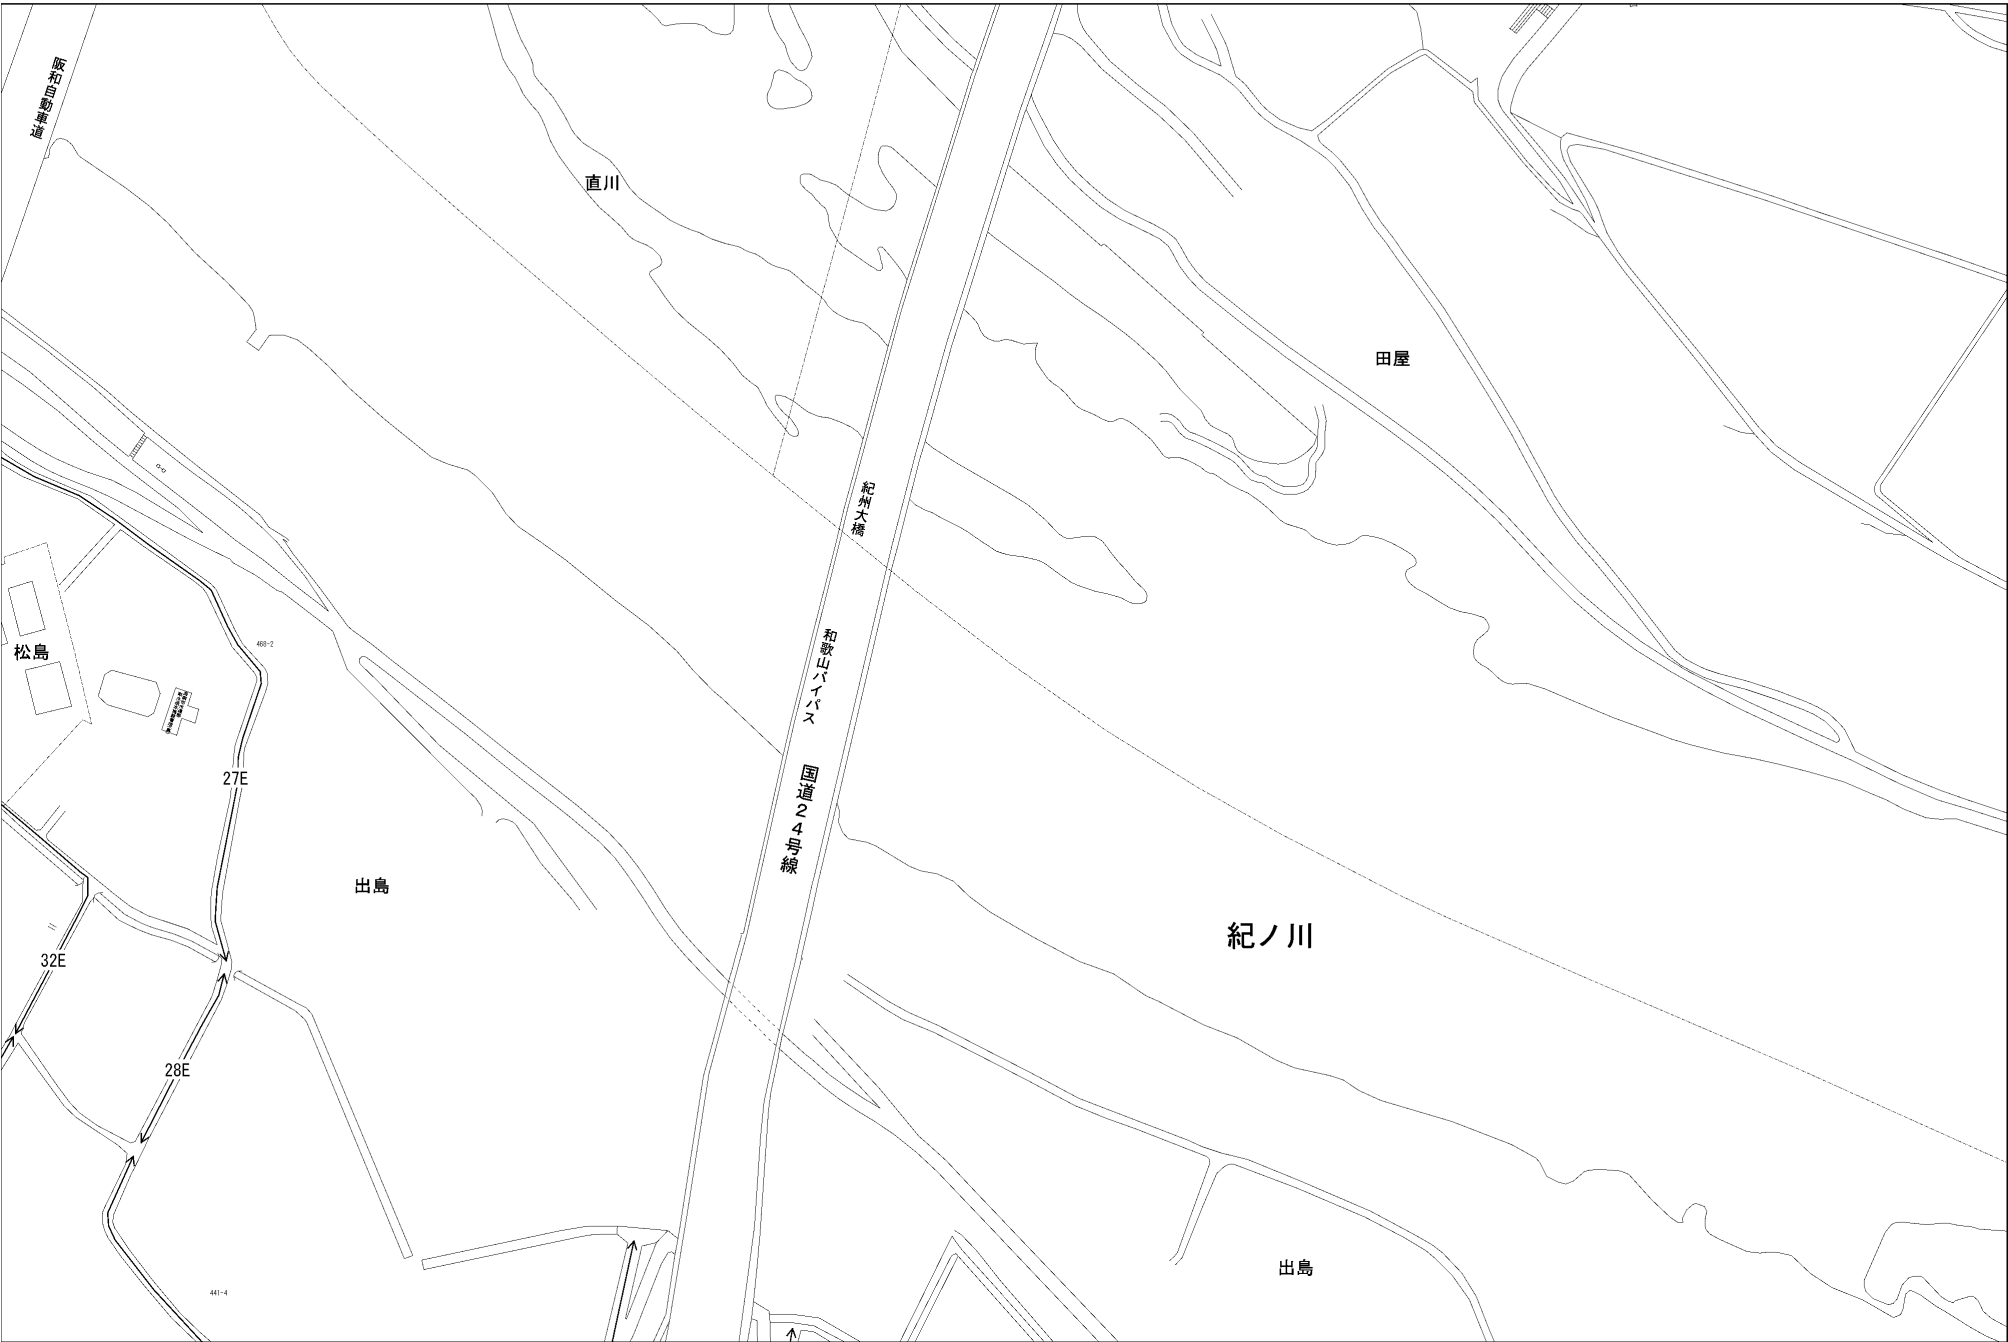 阪和自動車道
直川
田屋
紀州大橋
468-2
松島
和歌山バイパス
27E
国道24号線
出島
紀ノ川
32E
28E
出島
441-4